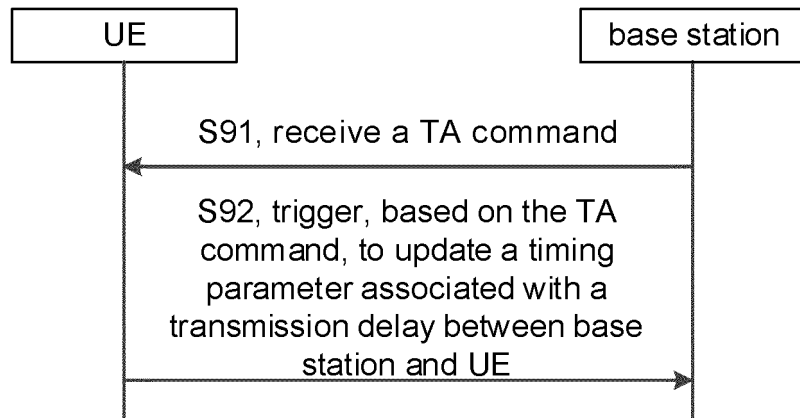 UE
base station
S91, receive a TA command
S92, trigger, based on the TA
command, to update a timing
parameter associated with a
transmission delay between base
station and UE